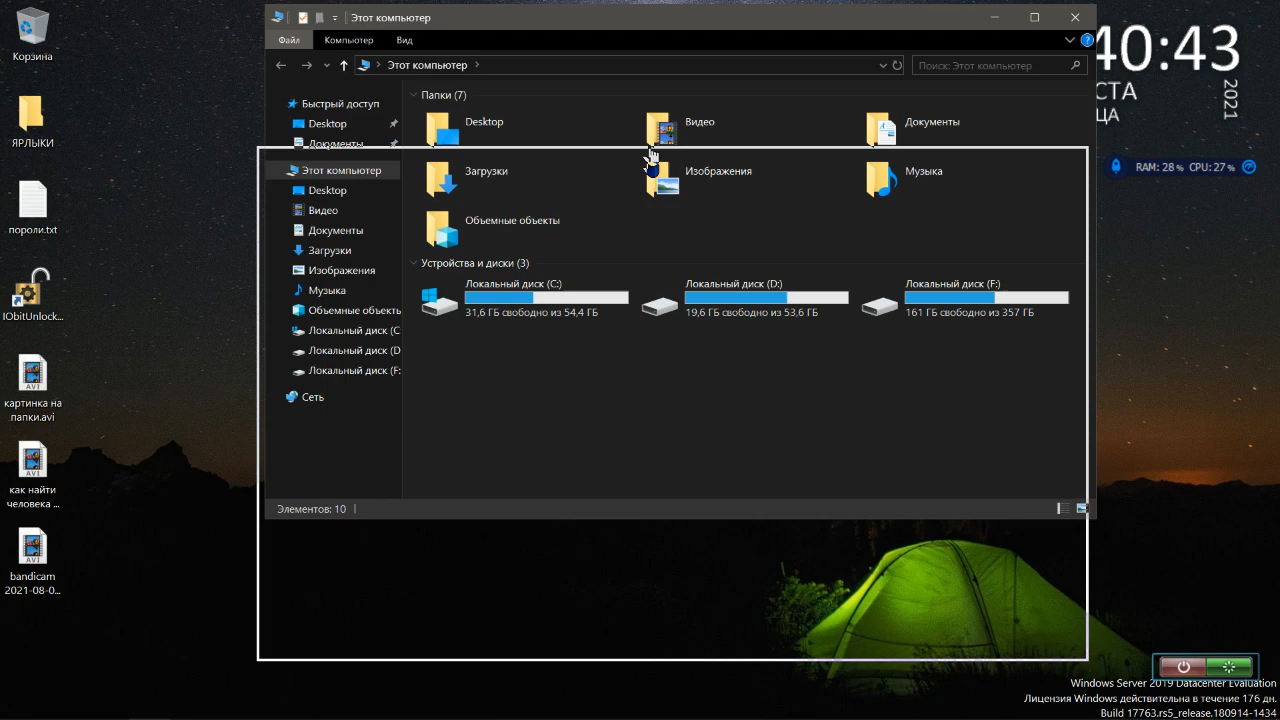 Корзина
ЯРЛЫКИ
пороли.txt
IObitUnlock...
AVI
картинка на
папки.avi
AVI
как найти
человека ...
AVI
bandicam
2021-08-0...
Этот компьютер
Файл Компьютер Вид
?
Этот компьютер
Поиск: Этот компьютер
Быстрый доступ
Desktop
Документы
Этот компьютер
Desktop
Видео
Документы
Загрузки
Изображения
Музыка
Объемные объекть
Локальный диск (C
Локальный диск (D
Локальный диск (F:
Сеть
Папки (7)
Desktop
Видео
Документы
Загрузки
Изображения
Музыка
Объемные объекты
Устройства и диски (3)
Локальный диск (C:)
31,6 ГБ свободно из 54,4 ГБ
Локальный диск (D:)
19,6 ГБ свободно из 53,6 ГБ
Локальный диск (F:)
161 ГБ свободно из 357 ГБ
Элементов: 10
40:43
СТА
ЦА
2021
RAM: 28 % CPU: 27 %
Windows Server 2019 Datacenter Evaluation
Лицензия Windows действительна в течение 176 дн.
Build 17763.rs5_release.180914-1434